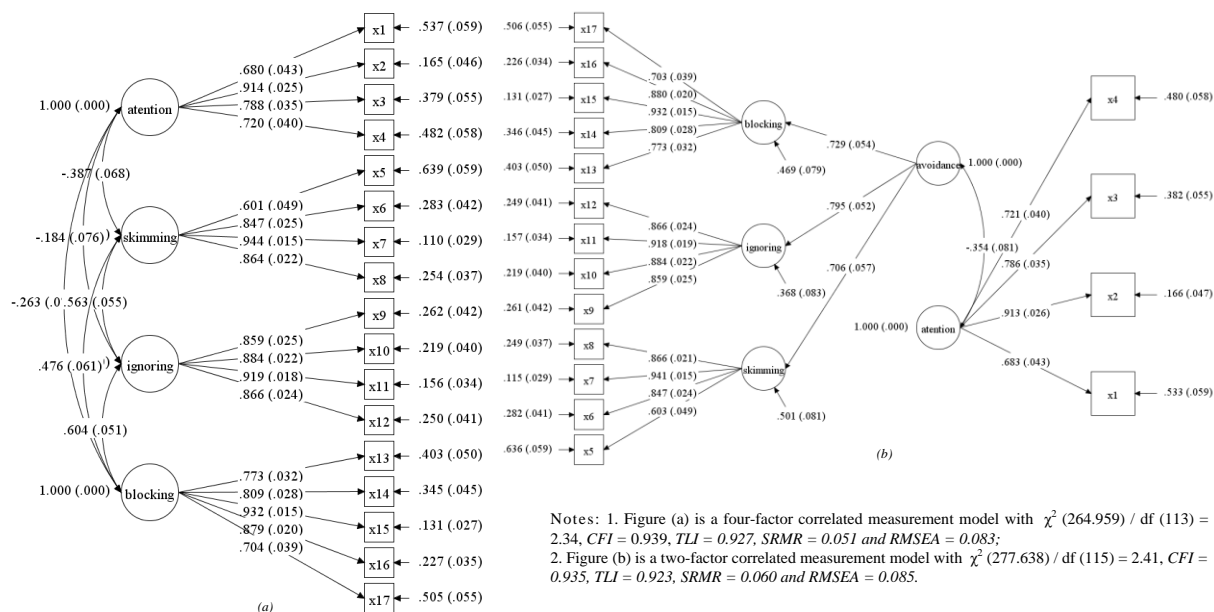 x1 .537 (.059)
.680 (.043)
x2 .165 (.046)
.914 (.025)
1.000 (.000) atention
.788 (.035) x3 .379 (.055)
.720 (.040) x4 .482 (.058)
-.387 (.068)
x5 .639 (.059)
.601 (.049)
x6 .283 (.042)
.847 (.025)
-.184 (.076) skimming
.944 (.015) x7 .110 (.029)
.864 (.022)
x8 .254 (.037)
-.263 (.0 .563 (.055)
x9 .262 (.042)
.859 (.025)
x10 .219 (.040)
.884 (.022)
.476 (.061) ignoring
.919 (.018) x11 .156 (.034)
.866 (.024)
x12 .250 (.041)
.604 (.051)
x13 .403 (.050)
.773 (.032)
1.000 (.000) blocking
.809 (.028) x14 .345 (.045)
.932 (.015) x15 .131 (.027)
.879 (.020)
x16 .227 (.035)
.704 (.039)
x17 .505 (.055)
(a)
.506 (.055) x17
.703 (.039)
.226 (.034) x16
.880 (.020)
.131 (.027) x15
.932 (.015) blocking
.346 (.045) x14 .809 (.028)
.773 (.032)
.403 (.050) x13
.469 (.079)
.729 (.054)
.249 (.041) x12
.866 (.024)
.157 (.034) x11
.918 (.019) ignoring
.219 (.040) x10 .884 (.022)
.859 (.025)
.261 (.042) x9
.368 (.083)
.795 (.052)
.249 (.037) x8
.866 (.021)
.115 (.029) x7
.941 (.015) skimming
.282 (.041) x6 .847 (.024)
.603 (.049)
.636 (.059) x5
.501 (.081)
.706 (.057)
avoidance 1.000 (.000)
-.354 (.081)
1.000 (.000) atention
x4 .480 (.058)
.721 (.040)
x3 .382 (.055)
.786 (.035)
x2 .166 (.047)
.913 (.026)
.683 (.043)
x1 .533 (.059)
(b)
Notes: 1. Figure (a) is a four-factor correlated measurement model with χ² (264.959) / df (113) =
2.34, CFI = 0.939, TLI = 0.927, SRMR = 0.051 and RMSEA = 0.083;
2. Figure (b) is a two-factor correlated measurement model with χ² (277.638) / df (115) = 2.41, CFI =
0.935, TLI = 0.923, SRMR = 0.060 and RMSEA = 0.085.